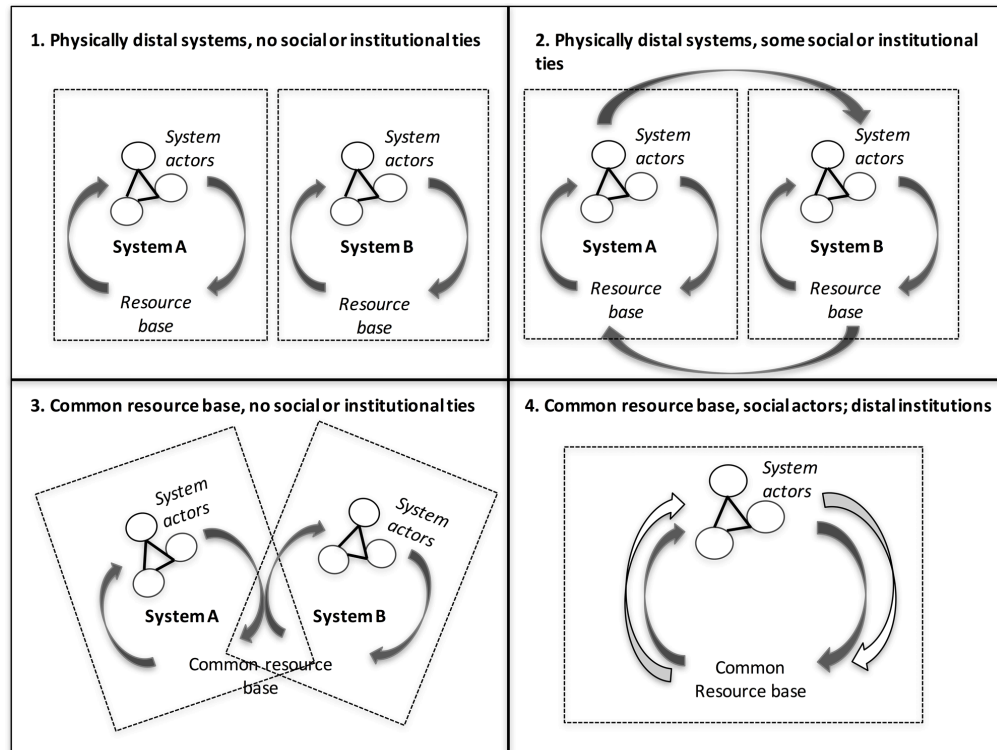 1. Physically distal systems, no social or institutional ties
System
actors
System A
Resource
base
System
actors
System B
Resource
base
2. Physically distal systems, some social or institutional
ties
System
actors
System A
Resource
base
System
actors
System B
Resource
base
3. Common resource base, no social or institutional ties
System
actors
System A
System
actors
System B
Common resource
base
4. Common resource base, social actors; distal institutions
System
actors
Common
Resource base